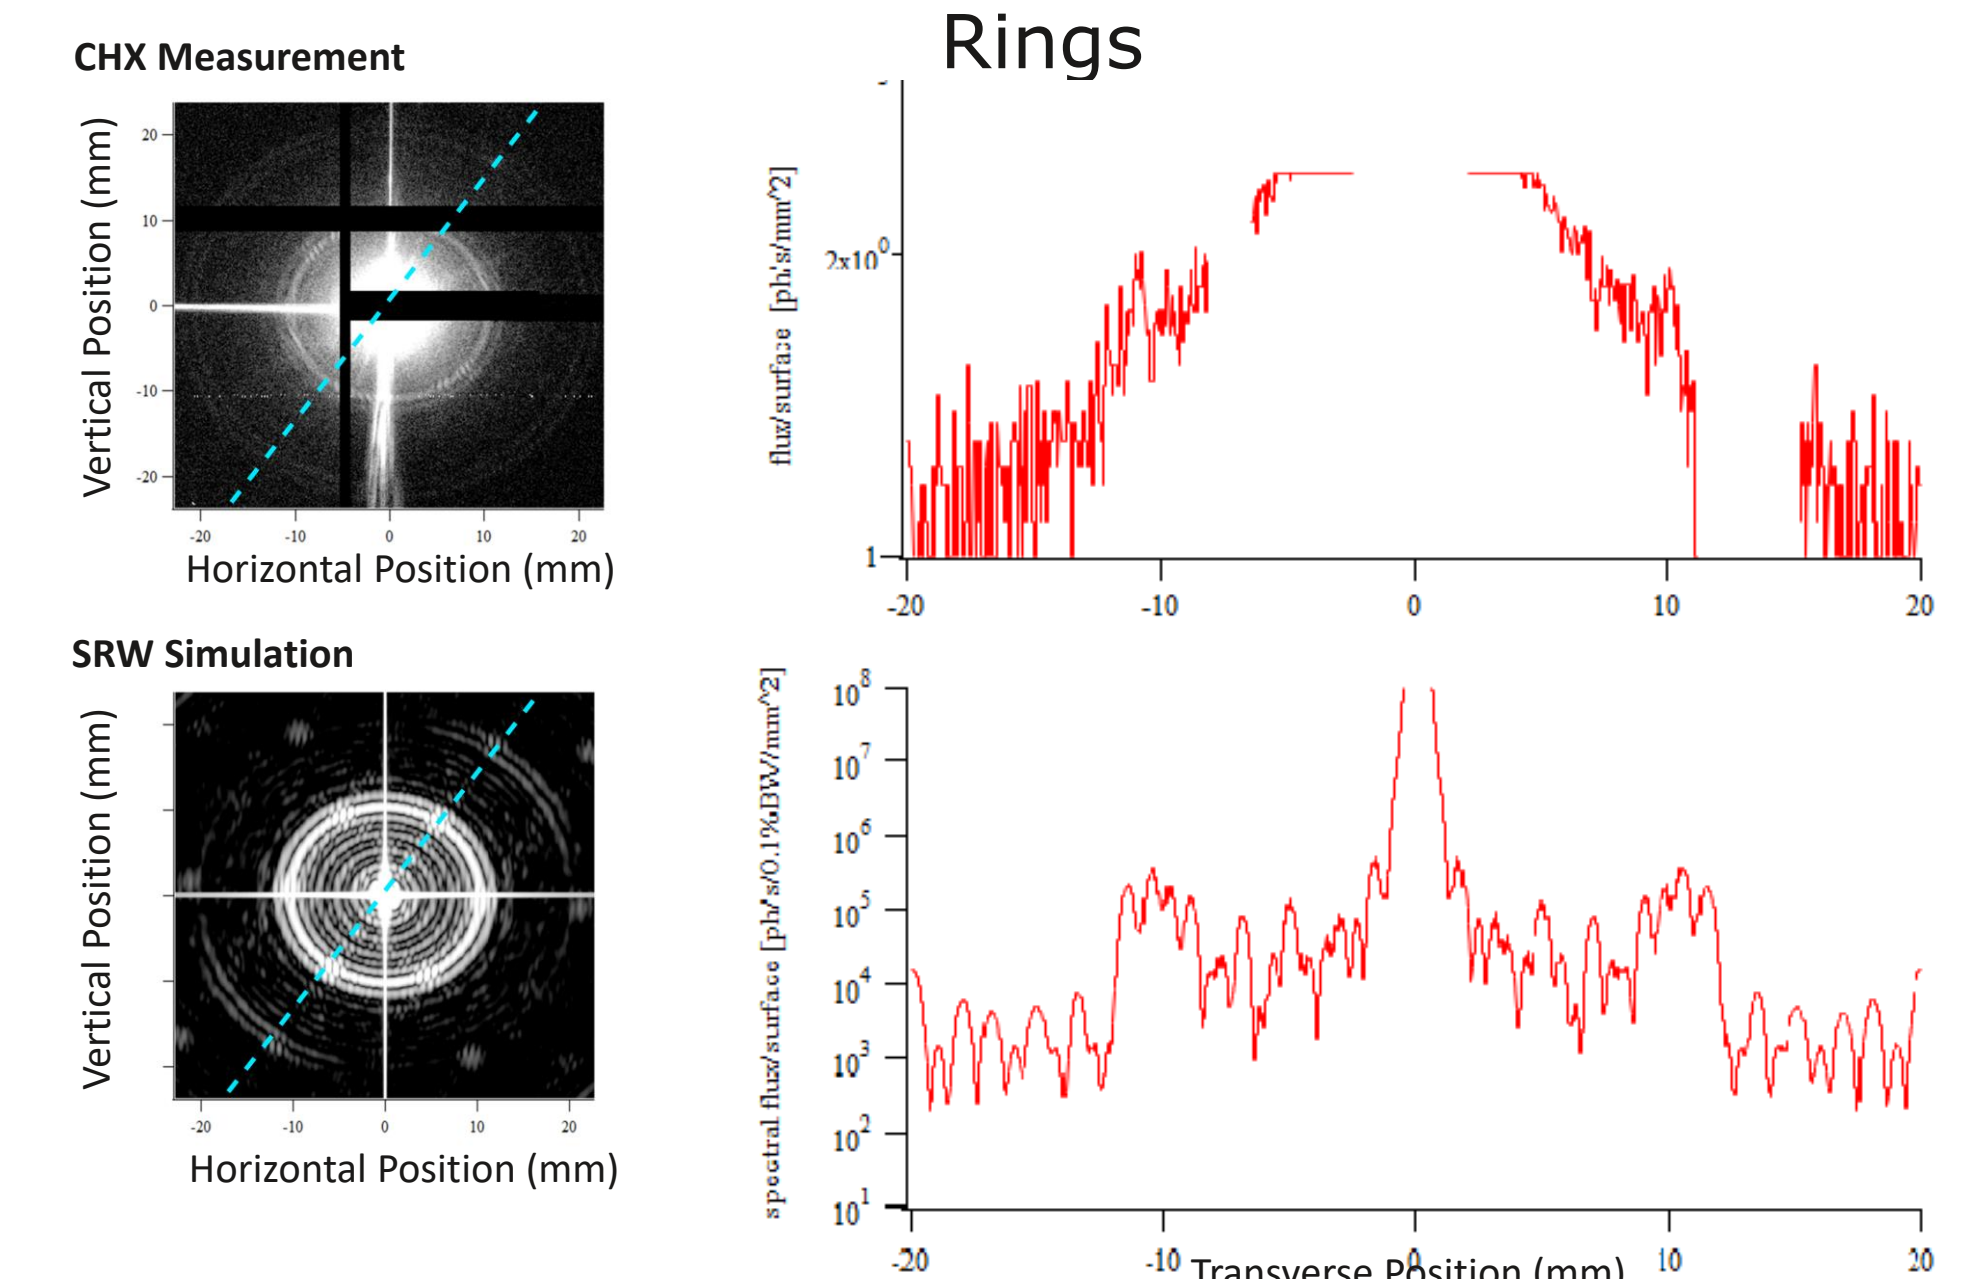 Rings
CHX Measurement
Vertical Position (mm)
20
10
0
-10
-20
-20 -10 0 10 20
Horizontal Position (mm)
flux/surface [ph/s/mm^2]
2x10^0
1
-20 -10 0 10 20
SRW Simulation
Vertical Position (mm)
-20 -10 0 10 20
Horizontal Position (mm)
spectral flux/surface [ph/s/0.1%BW/mm^2]
10^8
10^7
10^6
10^5
10^4
10^3
10^2
10^1
-20 -10 0 10 20
Transverse Position (mm)